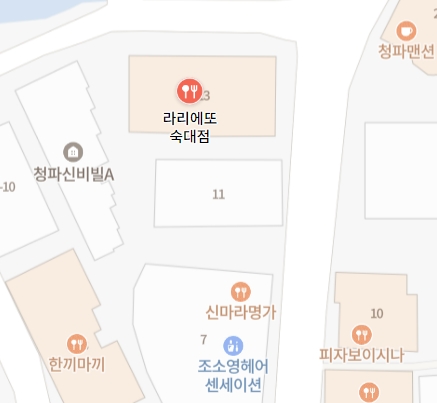 청파맨션
13
라리에또
숙대점
청파신비빌A
-10
11
신마라명가
7
조소영헤어
센세이션
10
피자보이시나
한끼마끼